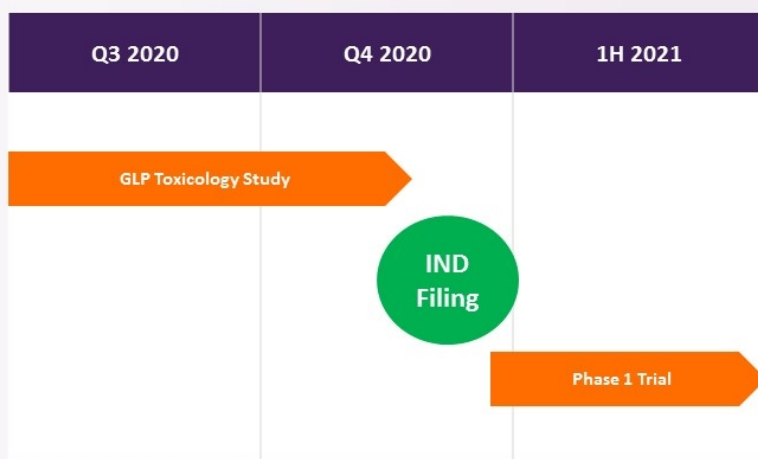 Q3 2020
Q4 2020
1H 2021
GLP Toxicology Study
IND
Filing
Phase 1 Trial